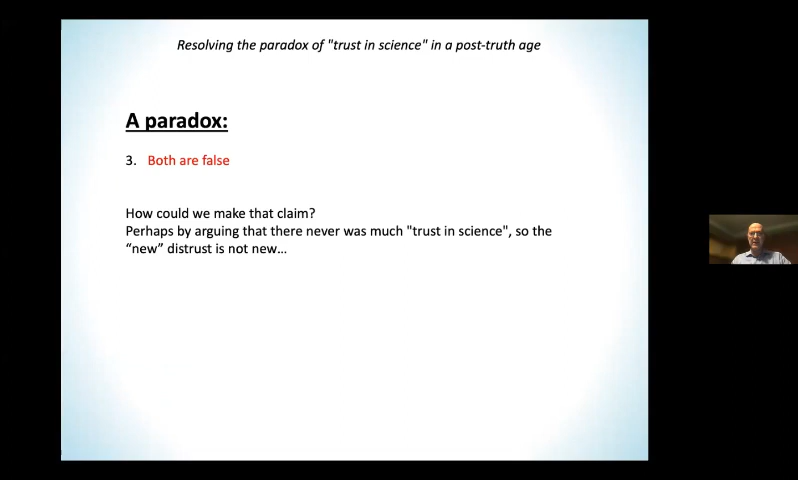 Resolving the paradox of "trust in science" in a post-truth age
A paradox:
3. Both are false
How could we make that claim?
Perhaps by arguing that there never was much "trust in science", so the
“new” distrust is not new...